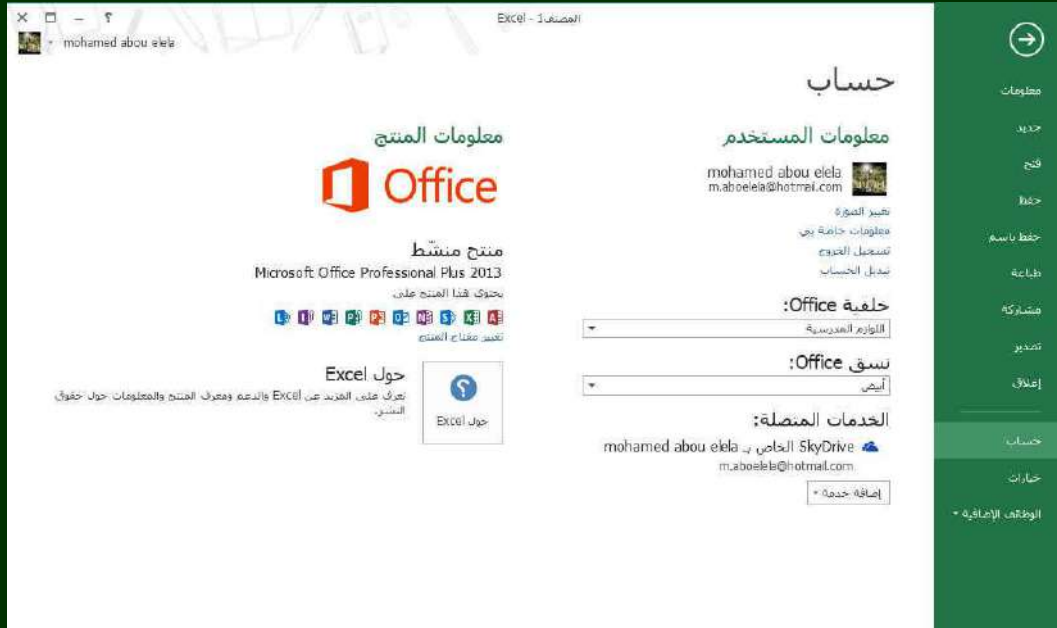 المصنف1 - Excel
؟
mohamed abou elela
معلومات
جديد
فتح
حفظ
حفظ باسم
طباعة
مشاركة
تصدير
إغلاق
حساب
خيارات
الوظائف الإضافية
حساب
معلومات المستخدم
mohamed abou elela
m.aboelela@hotmail.com
تغيير الصورة
معلومات خاصة بي
تسجيل الخروج
تبديل الحساب
خلفية Office:
اللوازم المدرسية
نسق Office:
أبيض
الخدمات المتصلة:
SkyDrive الخاص بـ mohamed abou elela
m.aboelela@hotmail.com
إضافة خدمة
معلومات المنتج
Office
منتج منشّط
Microsoft Office Professional Plus 2013
يحتوي هذا المنتج على
تغيير مفتاح المنتج
حول Excel
حول Excel
تعرف على المزيد عن Excel والدعم ومعرف المنتج والمعلومات حول حقوق
النشر.